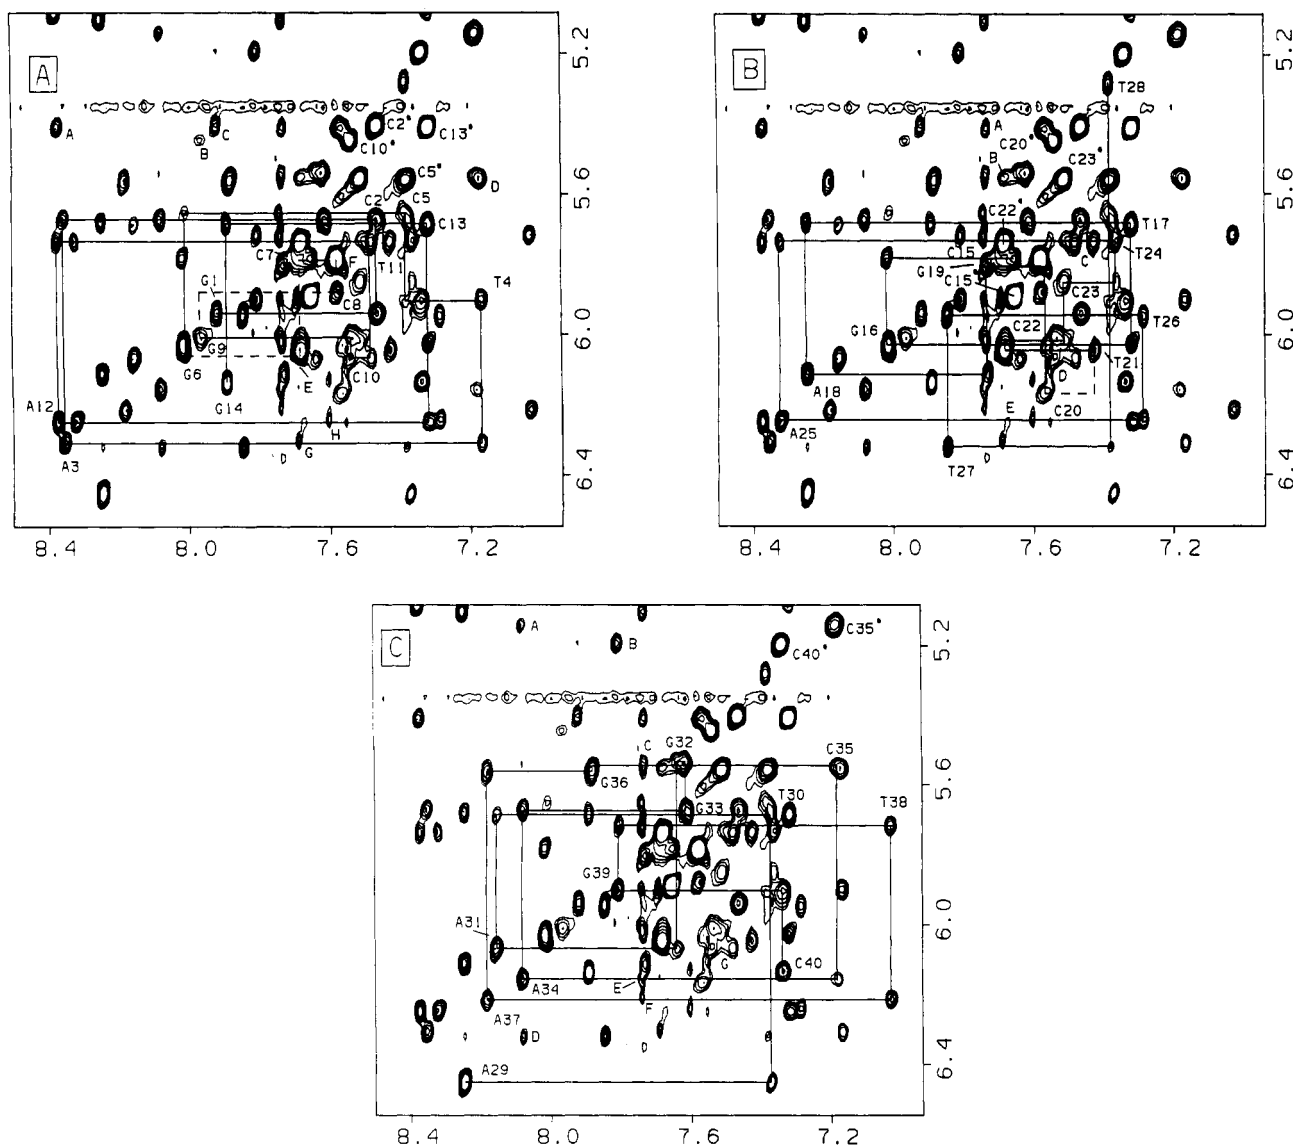 A
A
B
C
C2°
C10°
C13°
C5°
C5
D
C2
C13
C7
F
T11
T4
G1
C8
G9
G6
E
C10
G14
A12
H
A3
D
G
8.4 8.0 7.6 7.2
5.2
5.6
6.0
6.4
B
T28
A
C20°
B
C23°
C22°
T17
C15
C
T24
G19°
C15°
C23
T26
C22
G16
T21
D
A18
C20
E
A25
T27
D
8.4 8.0 7.6 7.2
5.2
5.6
6.0
6.4
C
A
B
C35°
C40°
G32
C
C35
G36
T30
G33
T38
G39
A31
G
C40
A34
E
F
A37
D
D
A29
8.4 8.0 7.6 7.2
5.2
5.6
6.0
6.4